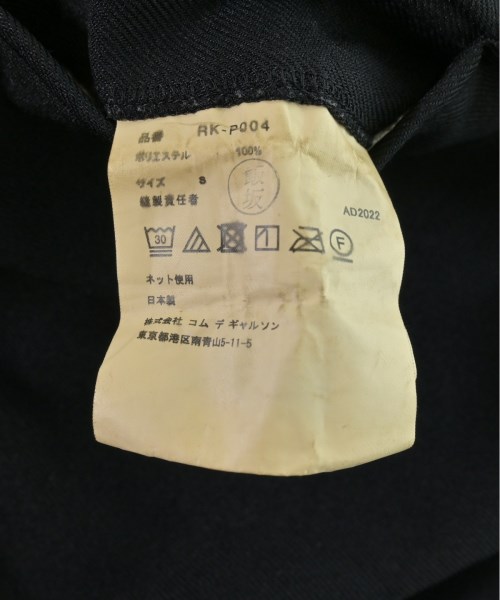 品番 RK-P004
ポリエステル 100%
サイズ S
縫製責任者
AD2022
30
1
F
ネット使用
日本製
株式会社 コム デ ギャルソン
東京都港区南青山5-11-5